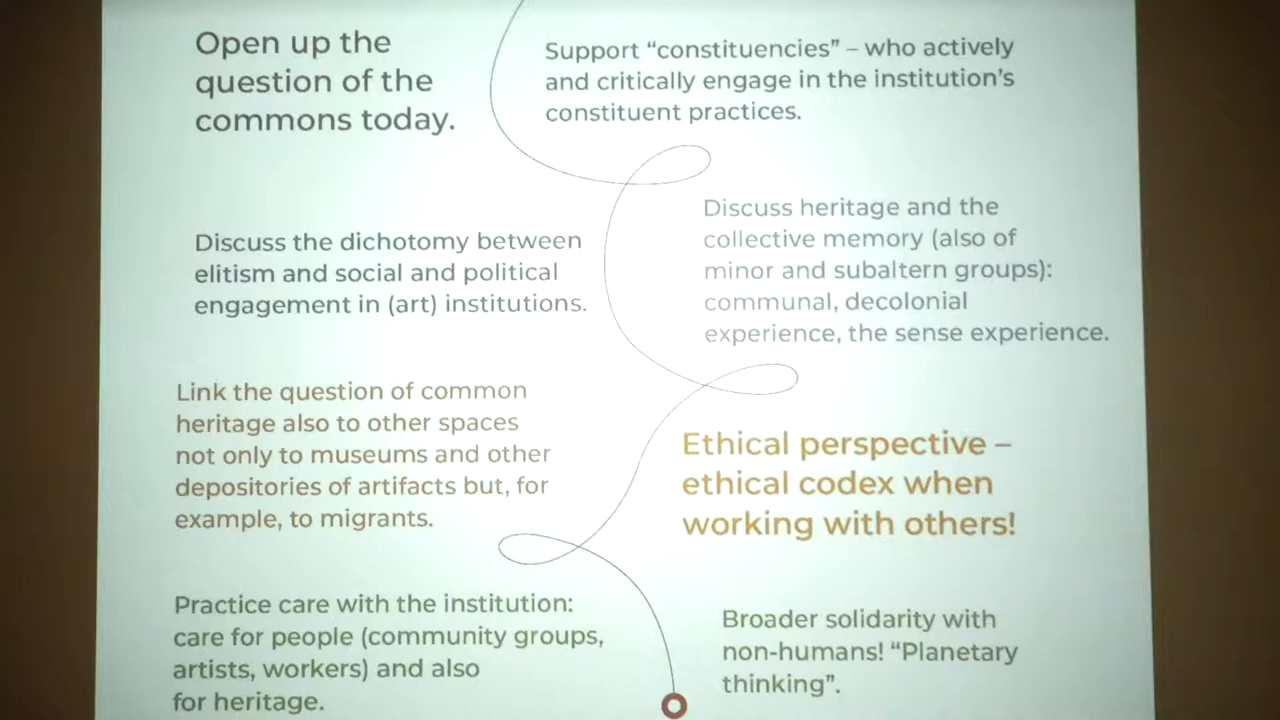 Open up the
question of the
commons today.
Support “constituencies” – who actively
and critically engage in the institution’s
constituent practices.
Discuss the dichotomy between
elitism and social and political
engagement in (art) institutions.
Discuss heritage and the
collective memory (also of
minor and subaltern groups):
communal, decolonial
experience, the sense experience.
Link the question of common
heritage also to other spaces
not only to museums and other
depositories of artifacts but, for
example, to migrants.
Ethical perspective –
ethical codex when
working with others!
Practice care with the institution:
care for people (community groups,
artists, workers) and also
for heritage.
Broader solidarity with
non-humans! “Planetary
thinking”.